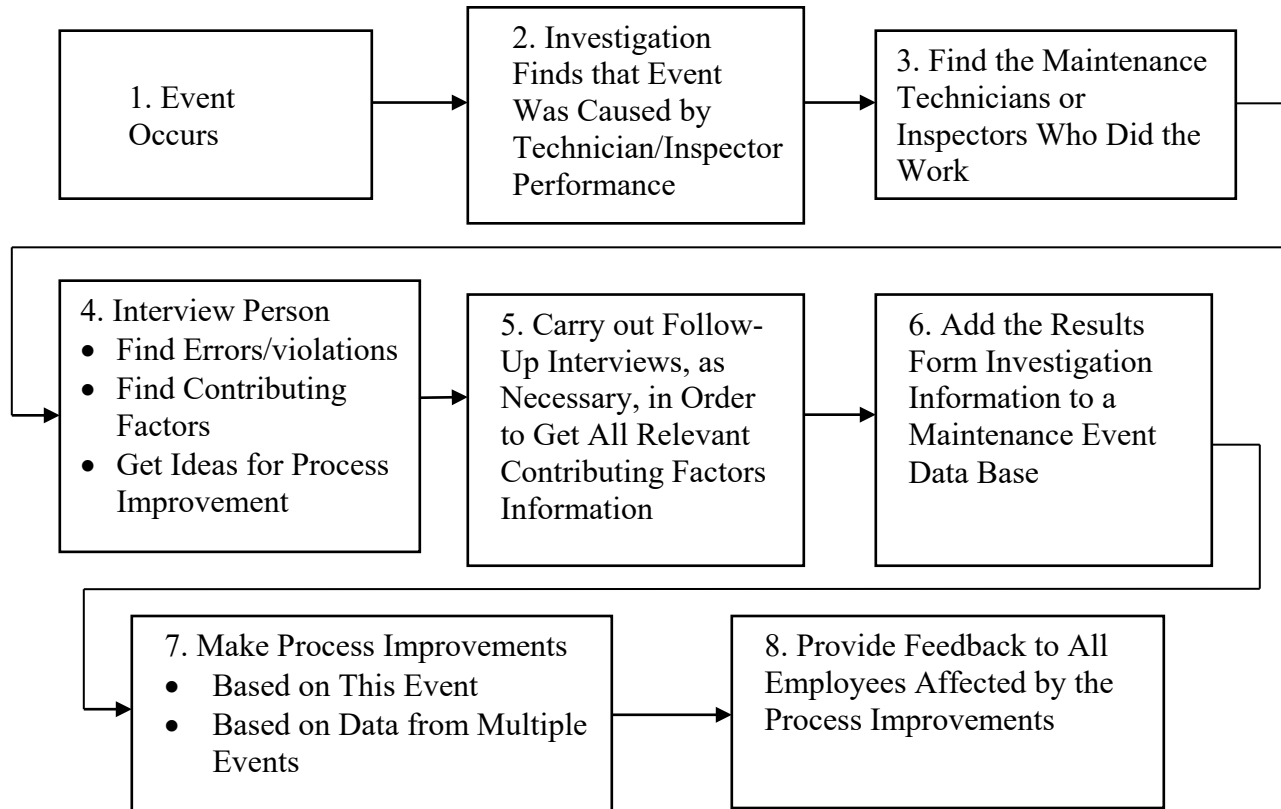 1. Event
Occurs
2. Investigation
Finds that Event
Was Caused by
Technician/Inspector
Performance
3. Find the Maintenance
Technicians or
Inspectors Who Did the
Work
4. Interview Person
• Find Errors/violations
• Find Contributing
Factors
• Get Ideas for Process
Improvement
5. Carry out Follow-
Up Interviews, as
Necessary, in Order
to Get All Relevant
Contributing Factors
Information
6. Add the Results
Form Investigation
Information to a
Maintenance Event
Data Base
7. Make Process Improvements
• Based on This Event
• Based on Data from Multiple
Events
8. Provide Feedback to All
Employees Affected by the
Process Improvements